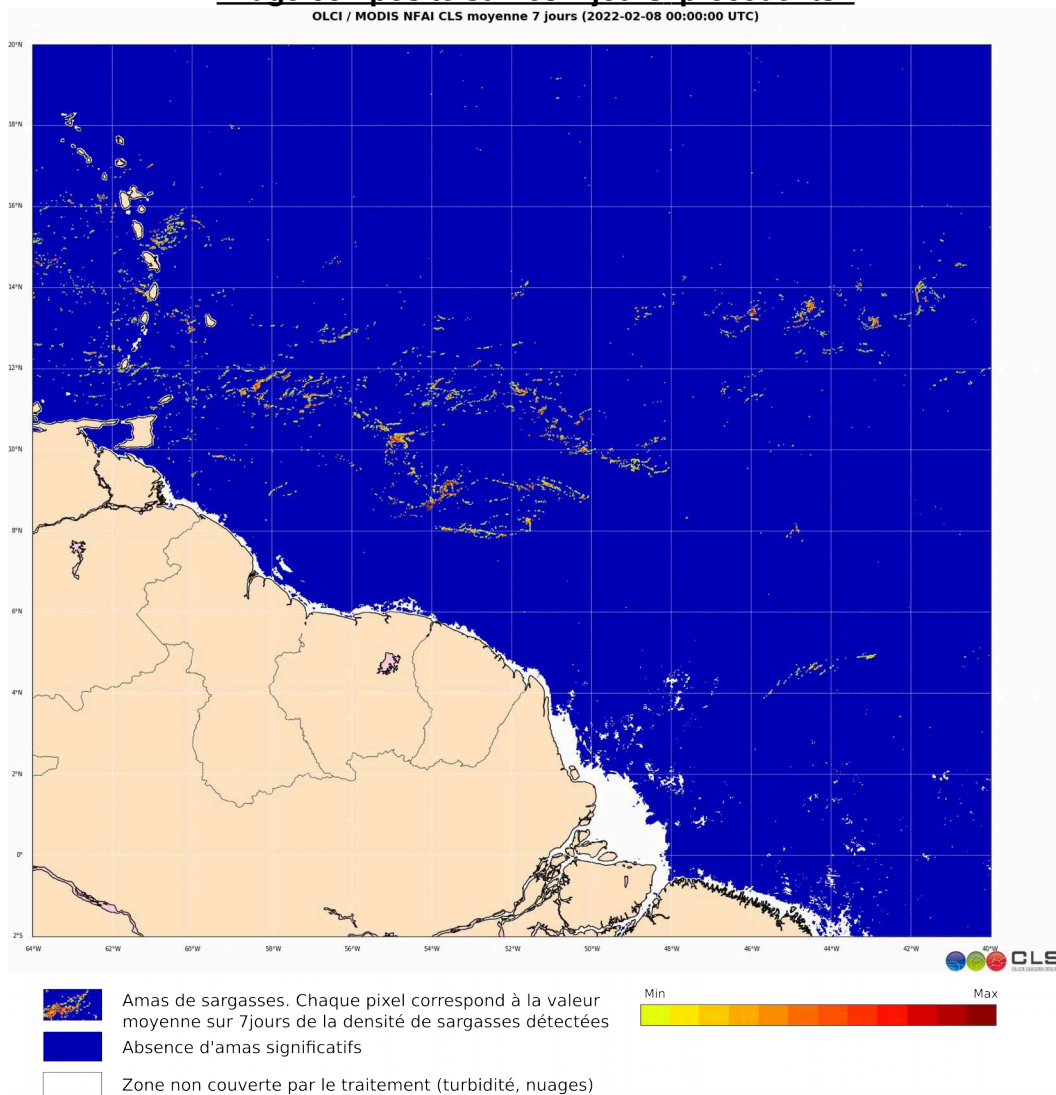 OLCI / MODIS NFAI CLS moyenne 7 jours (2022-02-08 00:00:00 UTC)
20°N
18°N
16°N
14°N
12°N
10°N
8°N
6°N
4°N
2°N
0°
2°S
64°W 62°W 60°W 58°W 56°W 54°W 52°W 50°W 48°W 46°W 44°W 42°W 40°W
CLS
Amas de sargasses. Chaque pixel correspond à la valeur
moyenne sur 7jours de la densité de sargasses détectées
Min Max
Absence d'amas significatifs
Zone non couverte par le traitement (turbidité, nuages)